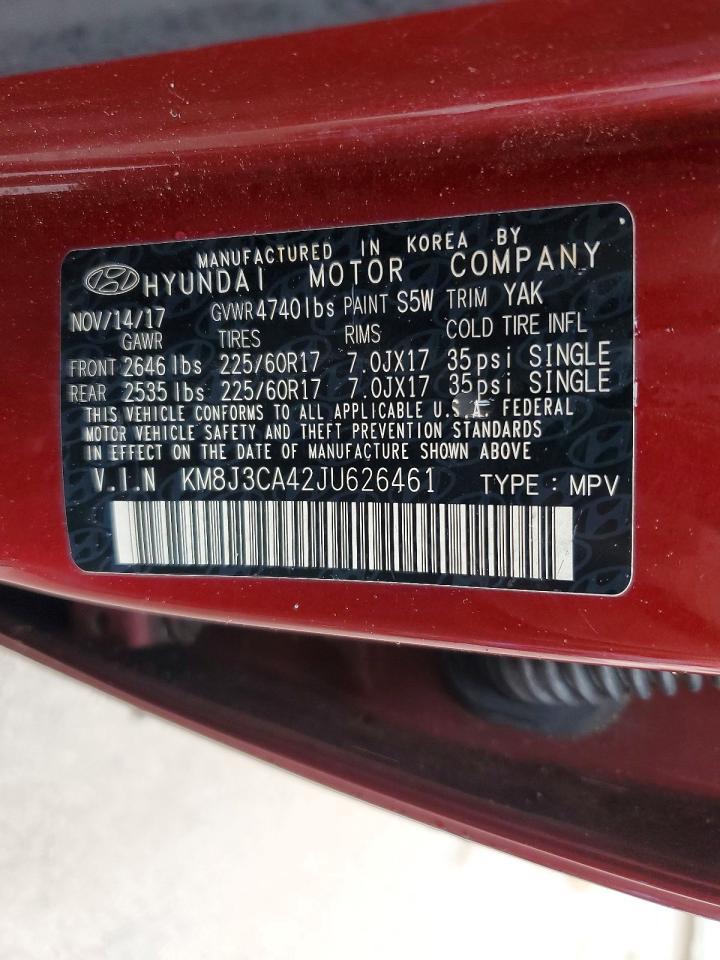 MANUFACTURED IN KOREA BY
HYUNDAI MOTOR COMPANY
NOV/14/17 GVWR 4740lbs PAINT S5W TRIM YAK
GAWR TIRES RIMS COLD TIRE INFL
FRONT 2646 lbs 225/60R17 7.0JX17 35psi SINGLE
REAR 2535 lbs 225/60R17 7.0JX17 35psi SINGLE
THIS VEHICLE CONFORMS TO ALL APPLICABLE U.S.A. FEDERAL
MOTOR VEHICLE SAFETY AND THEFT PREVENTION STANDARDS
IN EFFECT ON THE DATE OF MANUFACTURE SHOWN ABOVE
V.I.N KM8J3CA42JU626461 TYPE : MPV